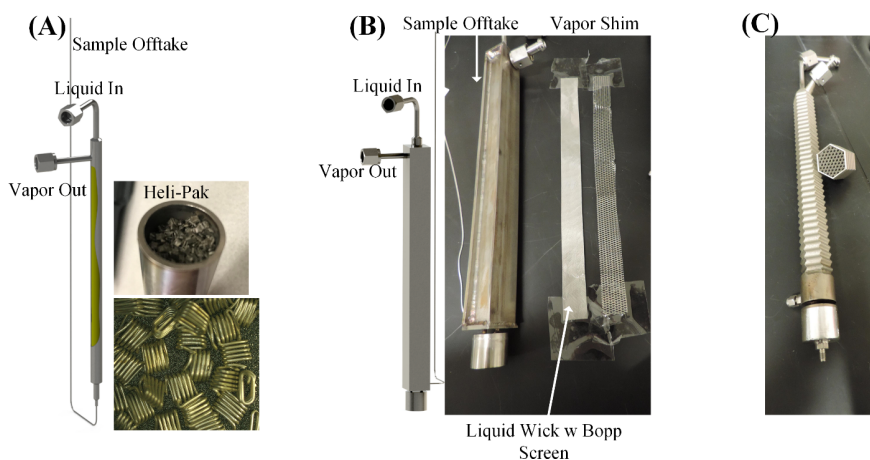 (A)
Sample Offtake
Liquid In
Vapor Out
Heli-Pak
(B)
Sample Offtake
Vapor Shim
Liquid In
Vapor Out
Liquid Wick w Bopp
Screen
(C)